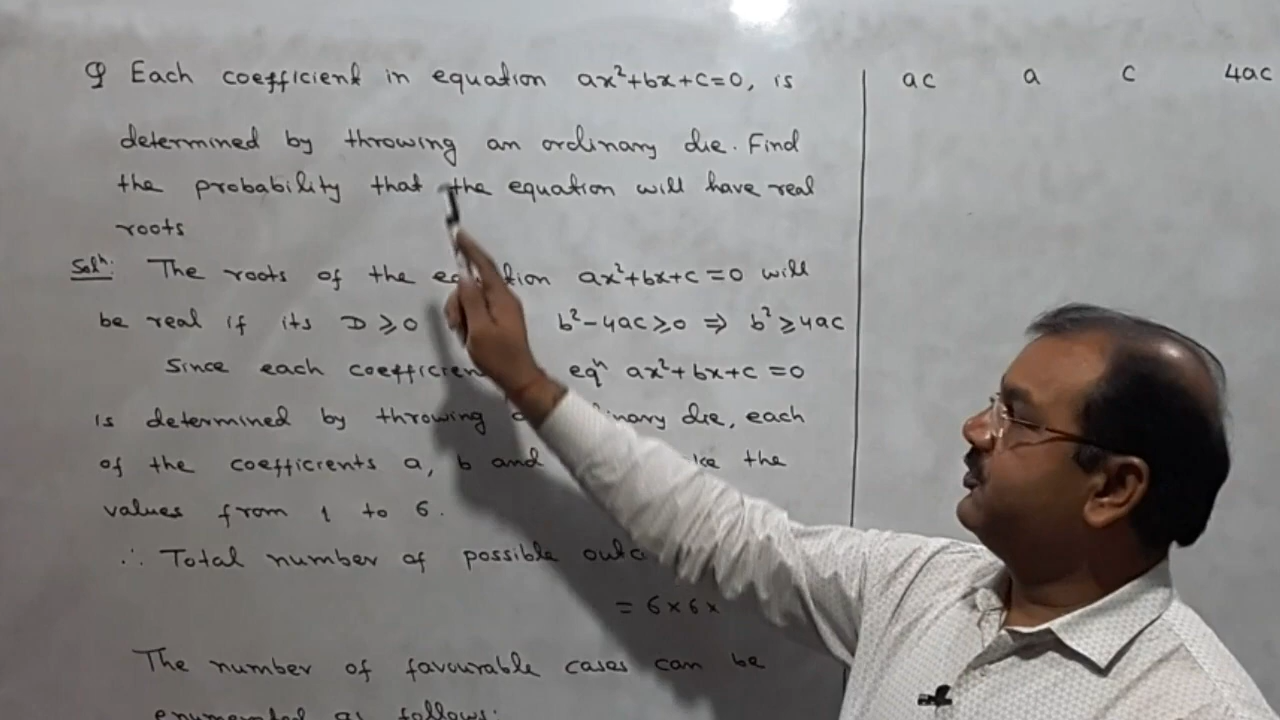 Q Each coefficient in equation ax²+bx+c=0, is
determined by throwing an ordinary die. Find
the probability that the equation will have real
roots
Solⁿ: The roots of the equation ax²+bx+c=0 will
be real if its D≥0 b²-4ac≥0 ⇒ b²≥4ac
Since each coefficient eqⁿ ax²+bx+c=0
is determined by throwing die, each
of the coefficients a, b and the
values from 1 to 6.
∴ Total number of possible
= 6×6×
The number of favourable cases can be
enumerated as follows:
ac a c 4ac